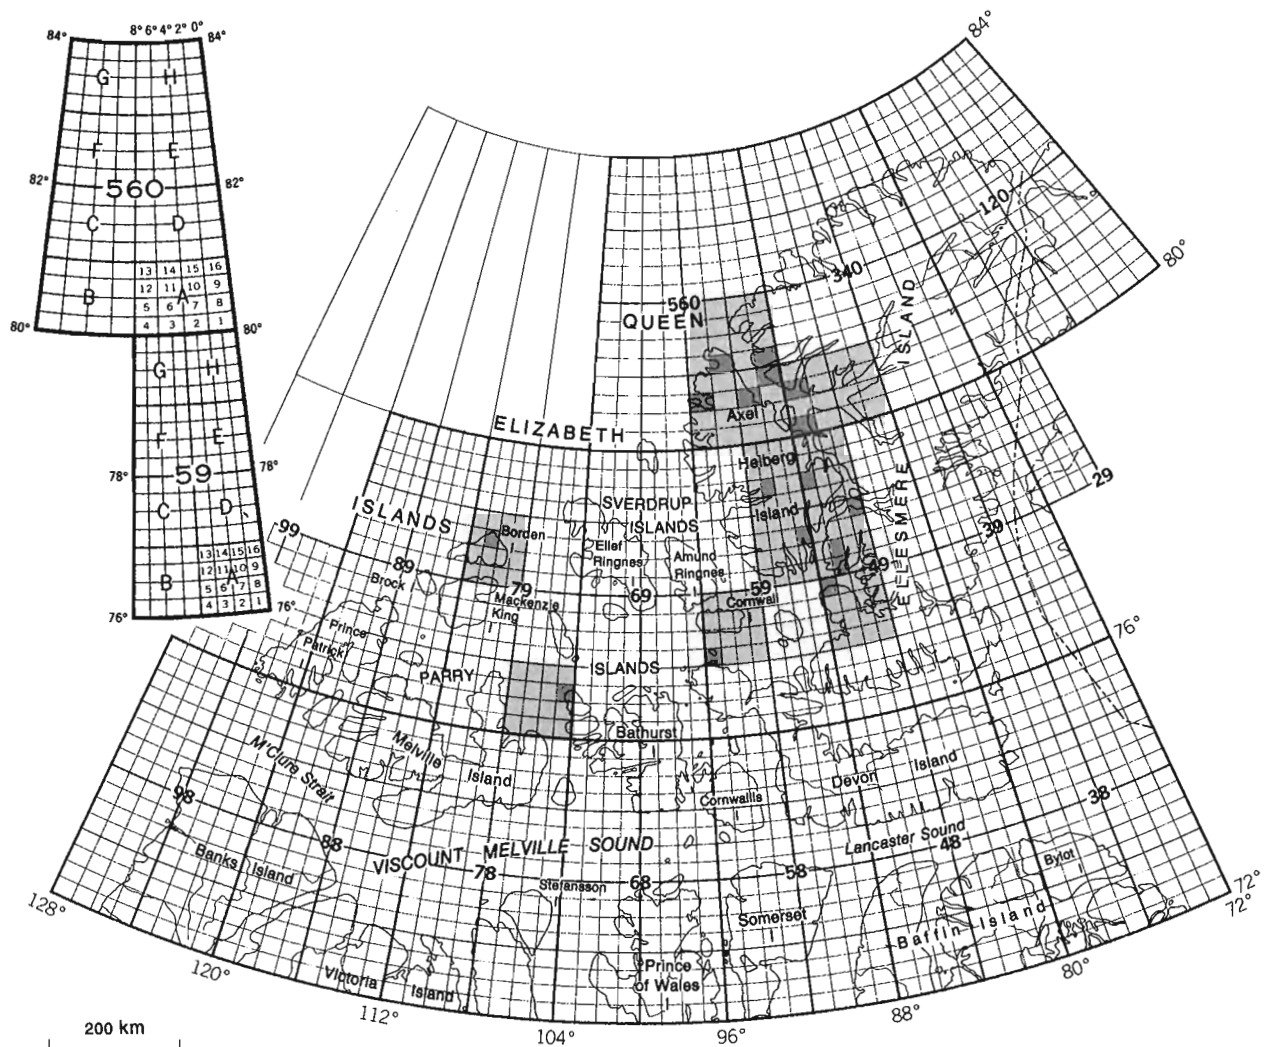 84°
8° 6° 4° 2° 0°
84°
G
H
F
E
82°
560
82°
C
D
13 14 15 16
12 11 10 9
B
A
5 6 7 8
4 3 2 1
80°
80°
G
H
F
E
59
78°
78°
C
D
13 14 15 16
12 11 10 9
B
A
5 6 7 8
4 3 2 1
76°
76°
84°
120
80°
340
560
QUEEN
ISLAND
Axel
ELIZABETH
Heiberg
ELLESMERE
29
SVERDRUP
ISLANDS
ISLANDS
Island
39
99
Borden
Ellef
Ringnes
Amund
Ringnes
49
89
Brock
79
Mackenzie
King
69
59
Cornwall
76°
Prince
Patrick
PARRY
ISLANDS
Bathurst
M'Clure Strait
Melville
Island
Devon
Island
98
Cornwallis
38
88
VISCOUNT MELVILLE SOUND
Lancaster Sound
48
Banks Island
78
Stefansson
68
58
Bylot
72°
72°
128°
Somerset
Baffin Island
120°
Victoria
Island
Prince
of Wales
80°
112°
104°
96°
88°
200 km